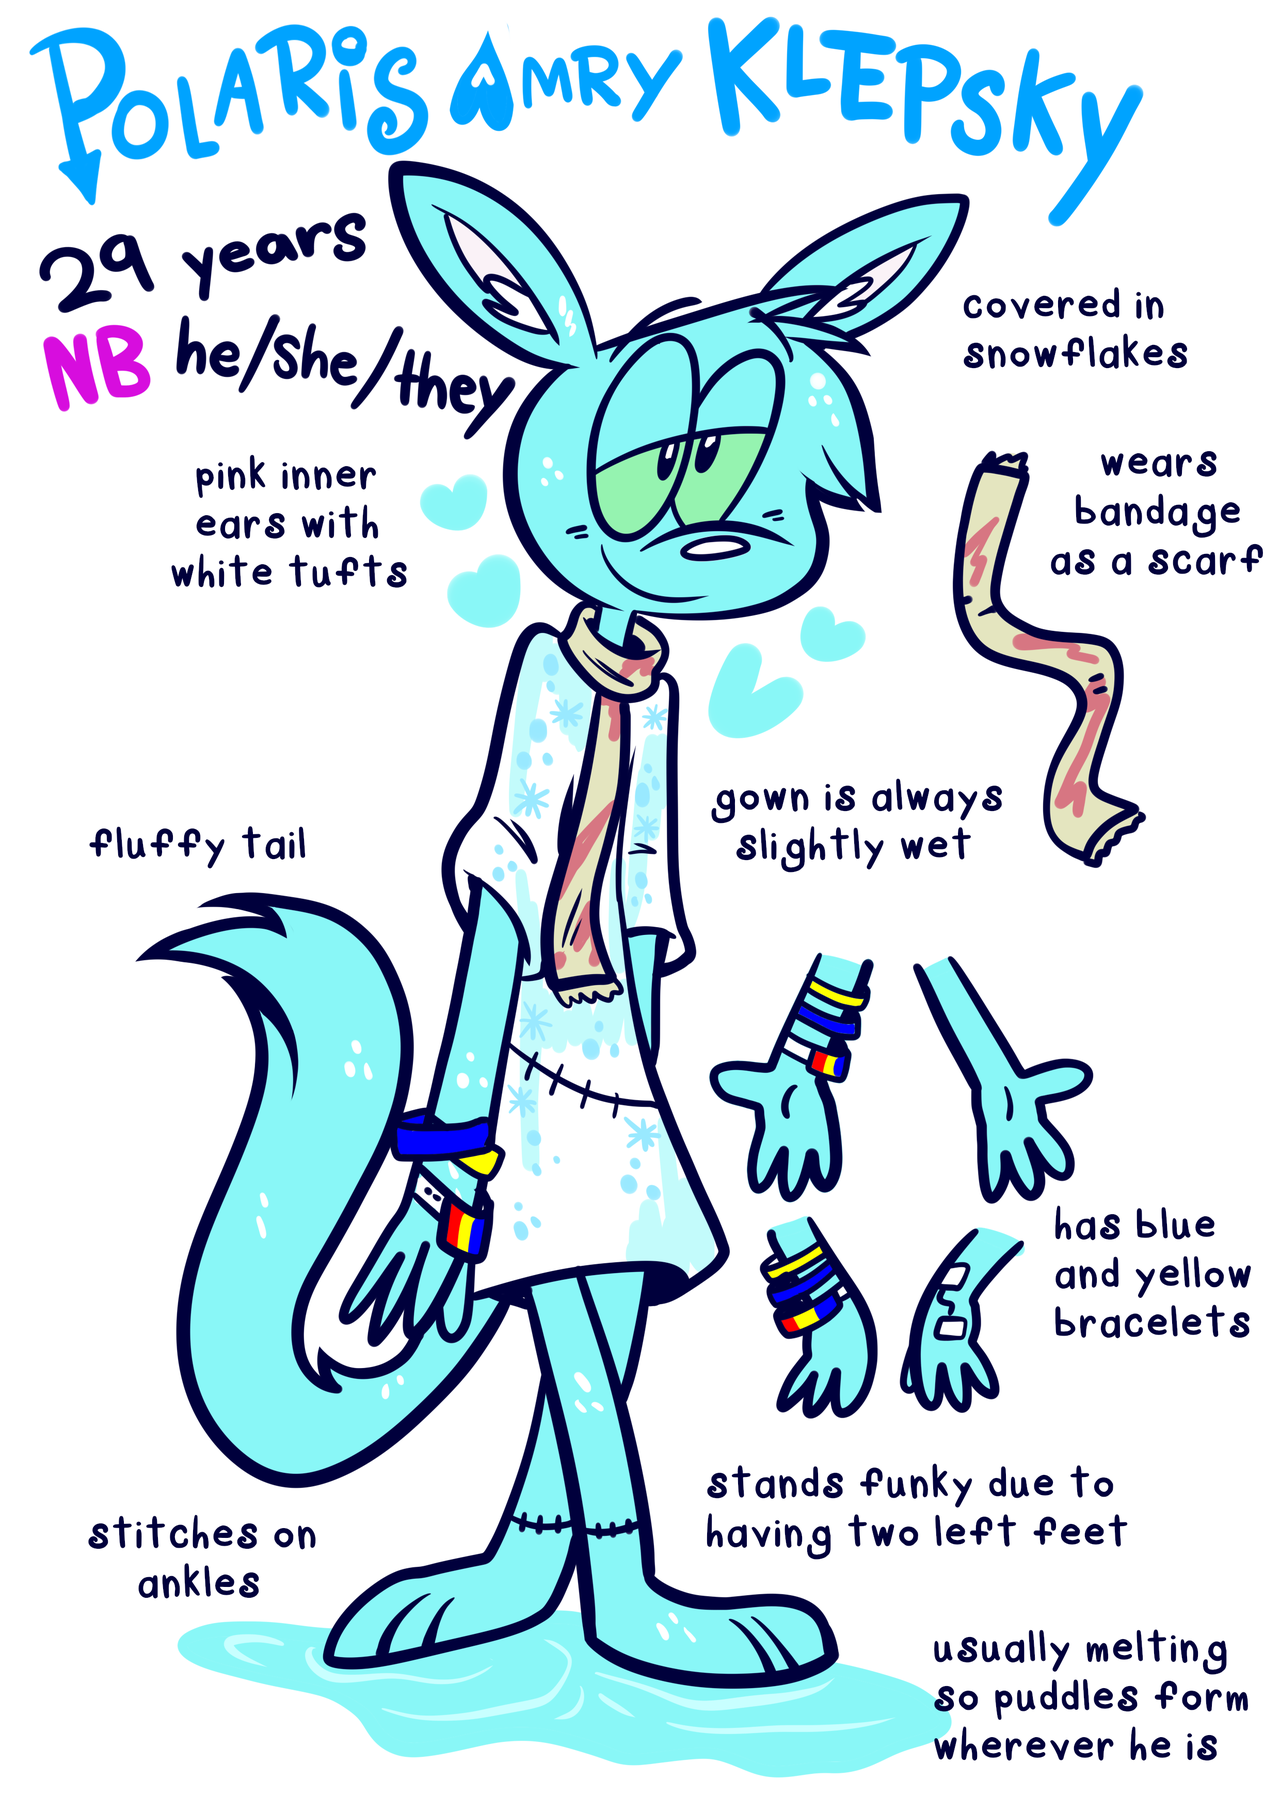 POLARiS AMRY KLEPSKy
29 years
NB he/she/they
covered in
snowflakes
pink inner
ears with
white tufts
wears
bandage
as a scarf
gown is always
slightly wet
fluffy tail
has blue
and yellow
bracelets
stands funky due to
having two left feet
stitches on
ankles
usually melting
so puddles form
wherever he is